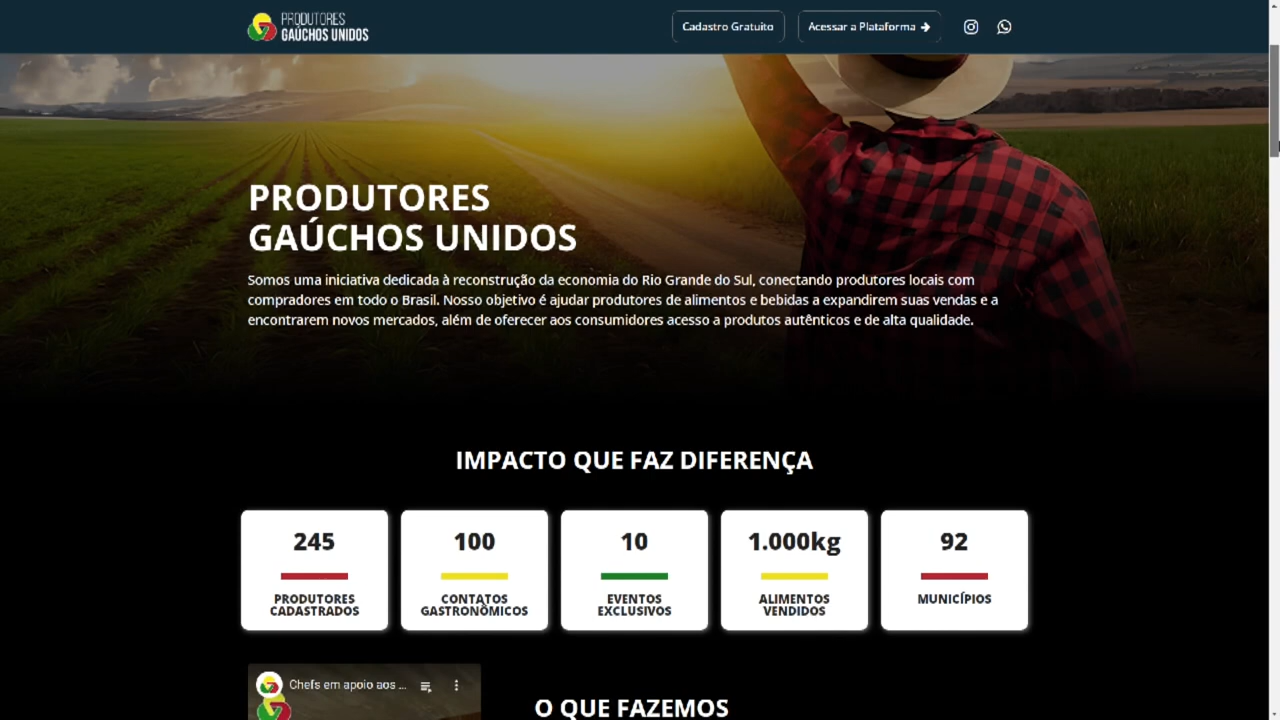 PRODUTORES
GAÚCHOS UNIDOS
Cadastro Gratuito
Acessar a Plataforma
PRODUTORES
GAÚCHOS UNIDOS
Somos uma iniciativa dedicada à reconstrução da economia do Rio Grande do Sul, conectando produtores locais com
compradores em todo o Brasil. Nosso objetivo é ajudar produtores de alimentos e bebidas a expandirem suas vendas e a
encontrarem novos mercados, além de oferecer aos consumidores acesso a produtos autênticos e de alta qualidade.
IMPACTO QUE FAZ DIFERENÇA
245
PRODUTORES
CADASTRADOS
100
CONTATOS
GASTRONÔMICOS
10
EVENTOS
EXCLUSIVOS
1.000kg
ALIMENTOS
VENDIDOS
92
MUNICÍPIOS
Chefs em apoio aos ...
O QUE FAZEMOS